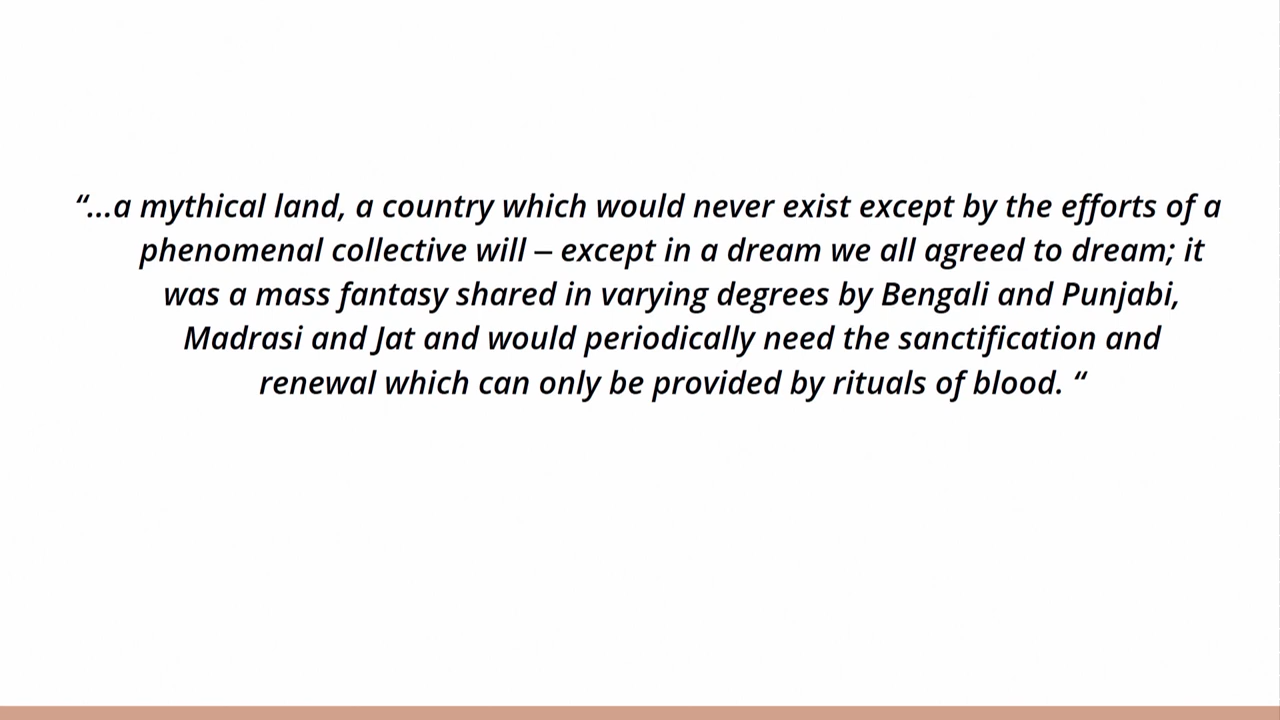 “...a mythical land, a country which would never exist except by the efforts of a
phenomenal collective will – except in a dream we all agreed to dream; it
was a mass fantasy shared in varying degrees by Bengali and Punjabi,
Madrasi and Jat and would periodically need the sanctification and
renewal which can only be provided by rituals of blood. “